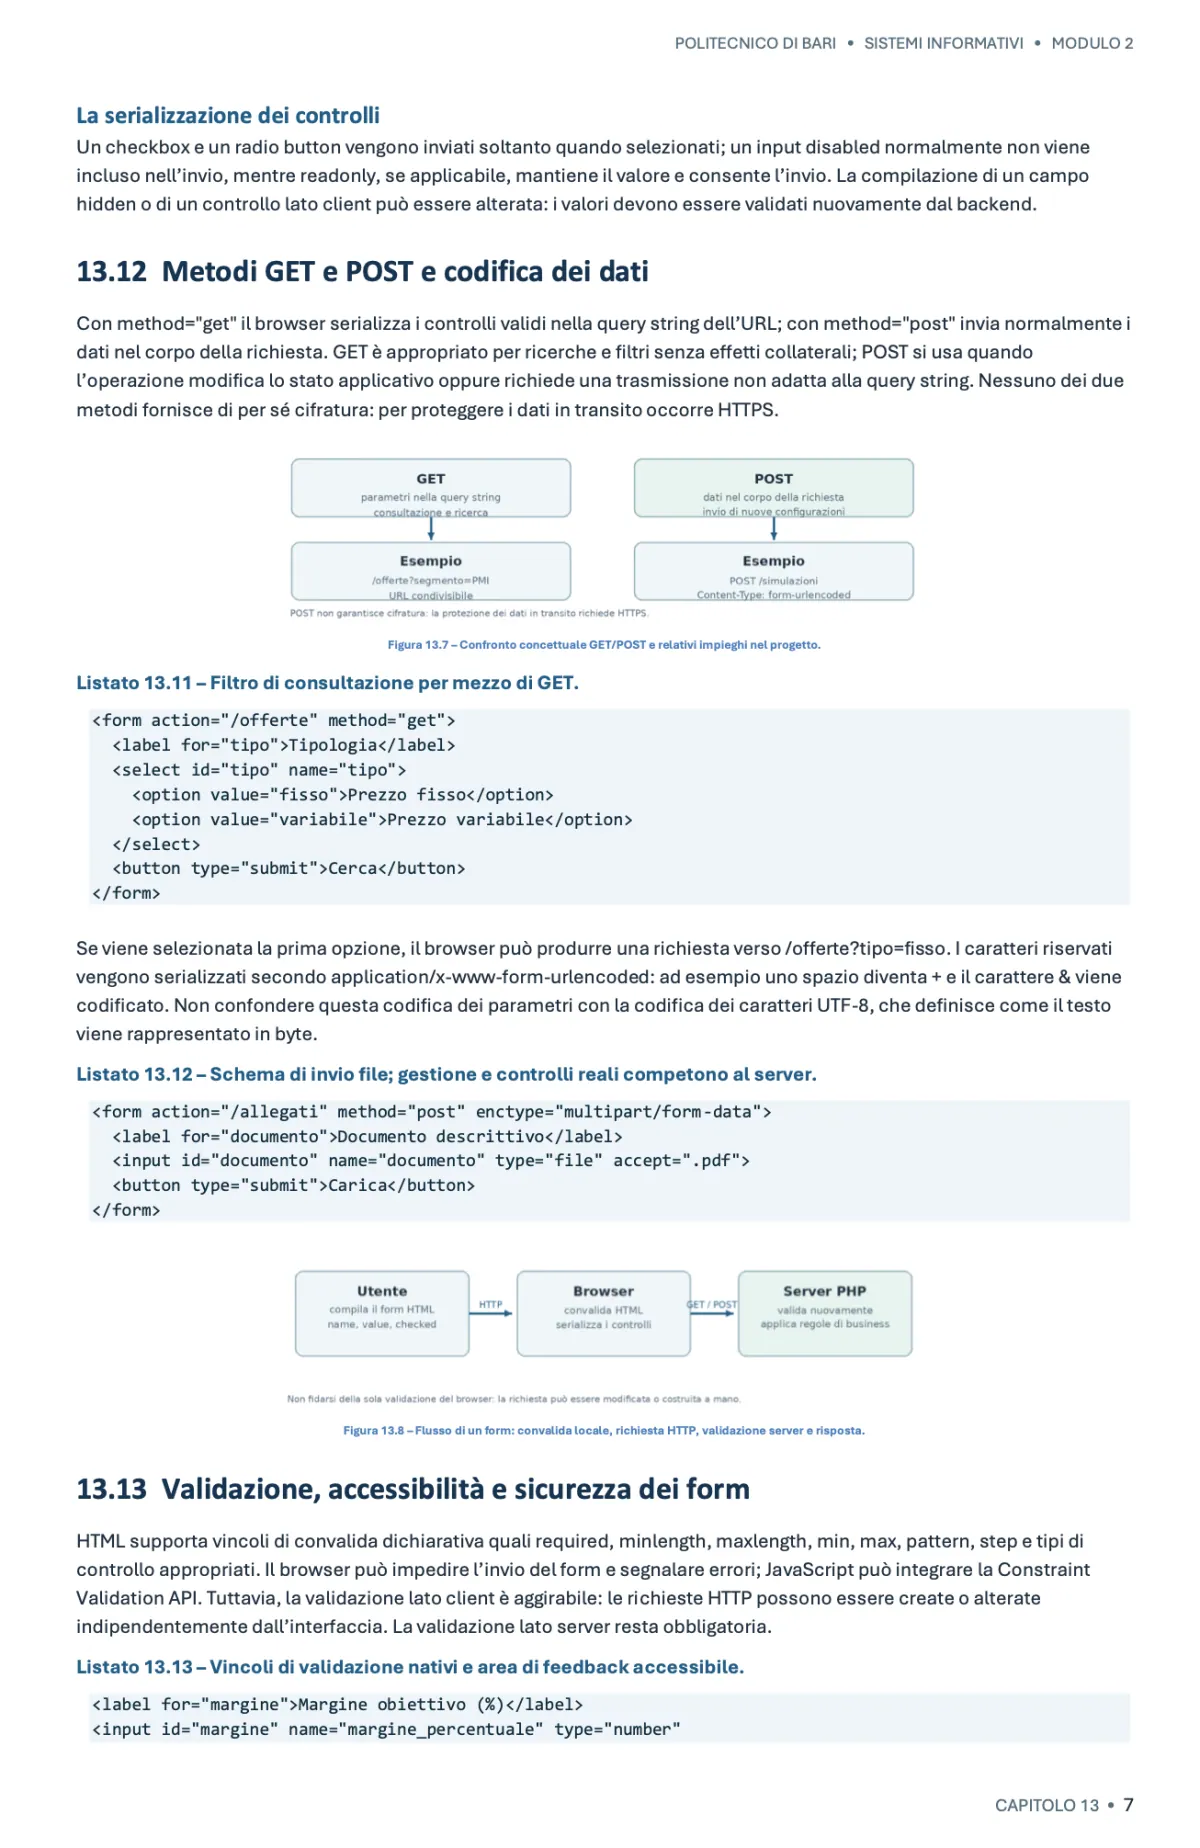 POLITECNICO DI BARI • SISTEMI INFORMATIVI • MODULO 2
La serializzazione dei controlli
Un checkbox e un radio button vengono inviati soltanto quando selezionati; un input disabled normalmente non viene
incluso nell’invio, mentre readonly, se applicabile, mantiene il valore e consente l’invio. La compilazione di un campo
hidden o di un controllo lato client può essere alterata: i valori devono essere validati nuovamente dal backend.
13.12 Metodi GET e POST e codifica dei dati
Con method="get" il browser serializza i controlli validi nella query string dell’URL; con method="post" invia normalmente i
dati nel corpo della richiesta. GET è appropriato per ricerche e filtri senza effetti collaterali; POST si usa quando
l’operazione modifica lo stato applicativo oppure richiede una trasmissione non adatta alla query string. Nessuno dei due
metodi fornisce di per sé cifratura: per proteggere i dati in transito occorre HTTPS.
GET
parametri nella query string
consultazione e ricerca
POST
dati nel corpo della richiesta
invio di nuove configurazioni
Esempio
/offerte?segmento=PMI
URL condivisibile
Esempio
POST /simulazioni
Content-Type: form-urlencoded
POST non garantisce cifratura: la protezione dei dati in transito richiede HTTPS.
Figura 13.7 – Confronto concettuale GET/POST e relativi impieghi nel progetto.
Listato 13.11 – Filtro di consultazione per mezzo di GET.
<form action="/offerte" method="get">
  <label for="tipo">Tipologia</label>
  <select id="tipo" name="tipo">
    <option value="fisso">Prezzo fisso</option>
    <option value="variabile">Prezzo variabile</option>
  </select>
  <button type="submit">Cerca</button>
</form>
Se viene selezionata la prima opzione, il browser può produrre una richiesta verso /offerte?tipo=fisso. I caratteri riservati
vengono serializzati secondo application/x-www-form-urlencoded: ad esempio uno spazio diventa + e il carattere & viene
codificato. Non confondere questa codifica dei parametri con la codifica dei caratteri UTF-8, che definisce come il testo
viene rappresentato in byte.
Listato 13.12 – Schema di invio file; gestione e controlli reali competono al server.
<form action="/allegati" method="post" enctype="multipart/form-data">
  <label for="documento">Documento descrittivo</label>
  <input id="documento" name="documento" type="file" accept=".pdf">
  <button type="submit">Carica</button>
</form>
Utente
compila il form HTML
name, value, checked
HTTP
Browser
convalida HTML
serializza i controlli
GET / POST
Server PHP
valida nuovamente
applica regole di business
Non fidarsi della sola validazione del browser: la richiesta può essere modificata o costruita a mano.
Figura 13.8 – Flusso di un form: convalida locale, richiesta HTTP, validazione server e risposta.
13.13 Validazione, accessibilità e sicurezza dei form
HTML supporta vincoli di convalida dichiarativa quali required, minlength, maxlength, min, max, pattern, step e tipi di
controllo appropriati. Il browser può impedire l’invio del form e segnalare errori; JavaScript può integrare la Constraint
Validation API. Tuttavia, la validazione lato client è aggirabile: le richieste HTTP possono essere create o alterate
indipendentemente dall’interfaccia. La validazione lato server resta obbligatoria.
Listato 13.13 – Vincoli di validazione nativi e area di feedback accessibile.
<label for="margine">Margine obiettivo (%)</label>
<input id="margine" name="margine_percentuale" type="number"
CAPITOLO 13 • 7